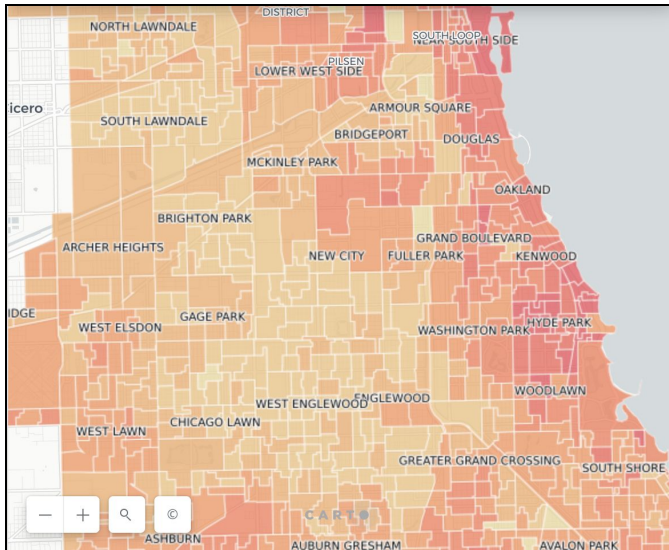 DISTRICT
NORTH LAWNDALE
SOUTH LOOP
NEAR SOUTH SIDE
PILSEN
LOWER WEST SIDE
icero
ARMOUR SQUARE
SOUTH LAWNDALE
BRIDGEPORT
DOUGLAS
MCKINLEY PARK
OAKLAND
BRIGHTON PARK
GRAND BOULEVARD
ARCHER HEIGHTS
NEW CITY
FULLER PARK
KENWOOD
IDGE
GAGE PARK
WEST ELSDON
WASHINGTON PARK
HYDE PARK
WOODLAWN
WEST ENGLEWOOD
ENGLEWOOD
CHICAGO LAWN
WEST LAWN
GREATER GRAND CROSSING
SOUTH SHORE
− + ©
CARTO
ASHBURN
AUBURN GRESHAM
AVALON PARK